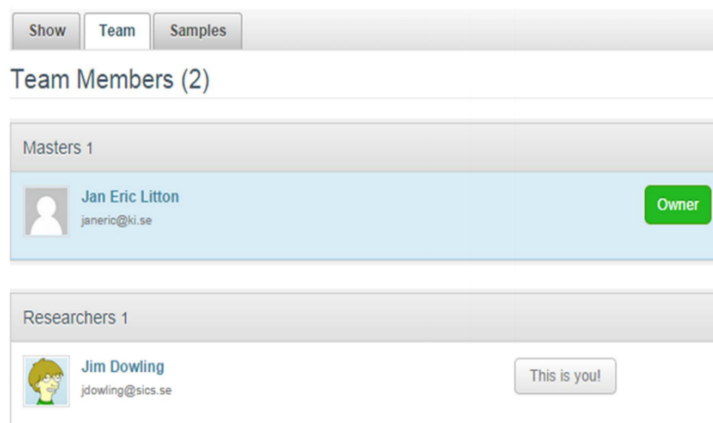 Show Team Samples
Team Members (2)
Masters 1
Jan Eric Litton
janeric@ki.se
Owner
Researchers 1
Jim Dowling
jdowling@sics.se
This is you!